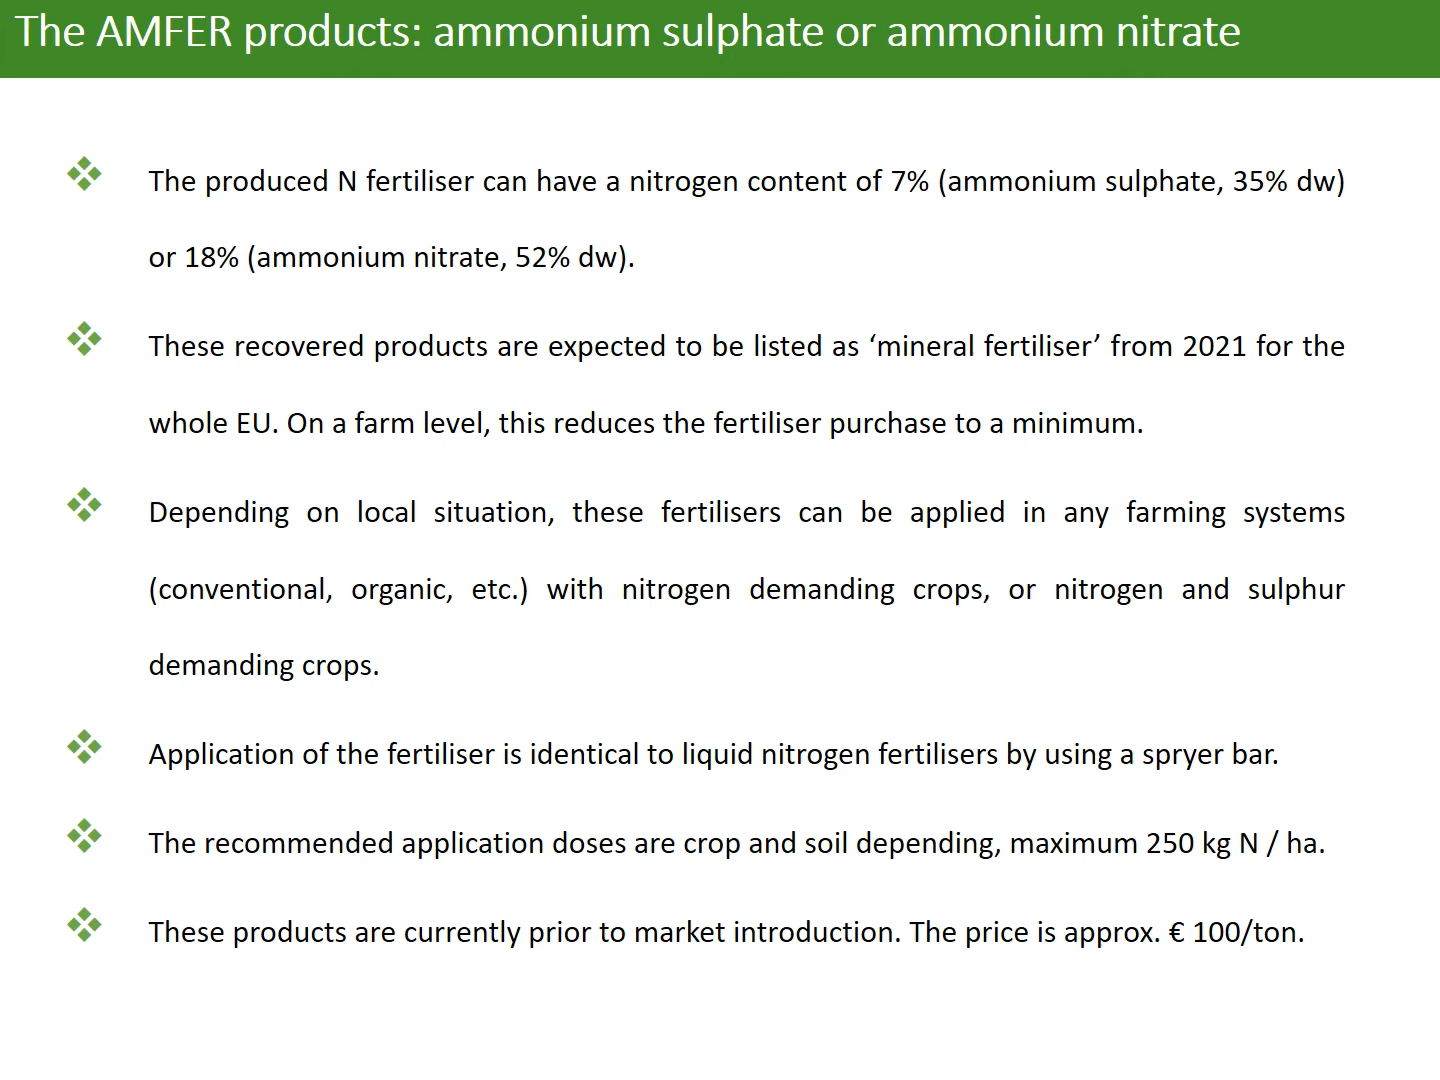 The AMFER products: ammonium sulphate or ammonium nitrate
The produced N fertiliser can have a nitrogen content of 7% (ammonium sulphate, 35% dw)
or 18% (ammonium nitrate, 52% dw).
These recovered products are expected to be listed as ‘mineral fertiliser’ from 2021 for the
whole EU. On a farm level, this reduces the fertiliser purchase to a minimum.
Depending on local situation, these fertilisers can be applied in any farming systems
(conventional, organic, etc.) with nitrogen demanding crops, or nitrogen and sulphur
demanding crops.
Application of the fertiliser is identical to liquid nitrogen fertilisers by using a spryer bar.
The recommended application doses are crop and soil depending, maximum 250 kg N / ha.
These products are currently prior to market introduction. The price is approx. € 100/ton.